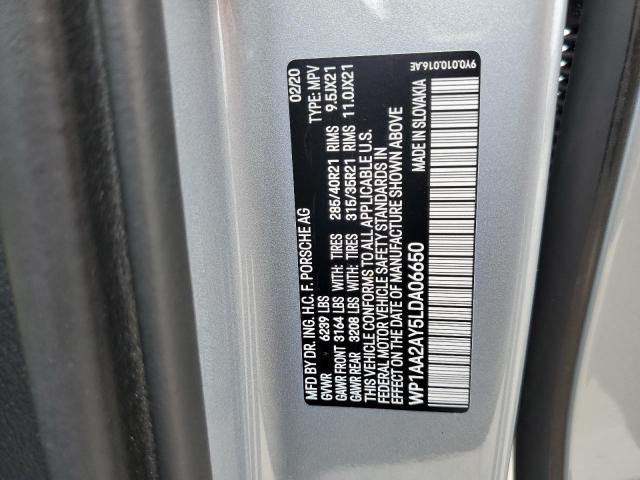 MFD BY DR. ING. H.C. F. PORSCHE AG 02/20
GVWR 6239 LBS TYPE: MPV
GAWR FRONT 3164 LBS WITH: TIRES 285/40R21 RIMS 9.5JX21
GAWR REAR 3208 LBS WITH: TIRES 315/35R21 RIMS 11.0JX21
THIS VEHICLE CONFORMS TO ALL APPLICABLE U.S.
FEDERAL MOTOR VEHICLE SAFETY STANDARDS IN
EFFECT ON THE DATE OF MANUFACTURE SHOWN ABOVE
WP1AA2AY5LDA06650 MADE IN SLOVAKIA
9Y0.010.016.AE